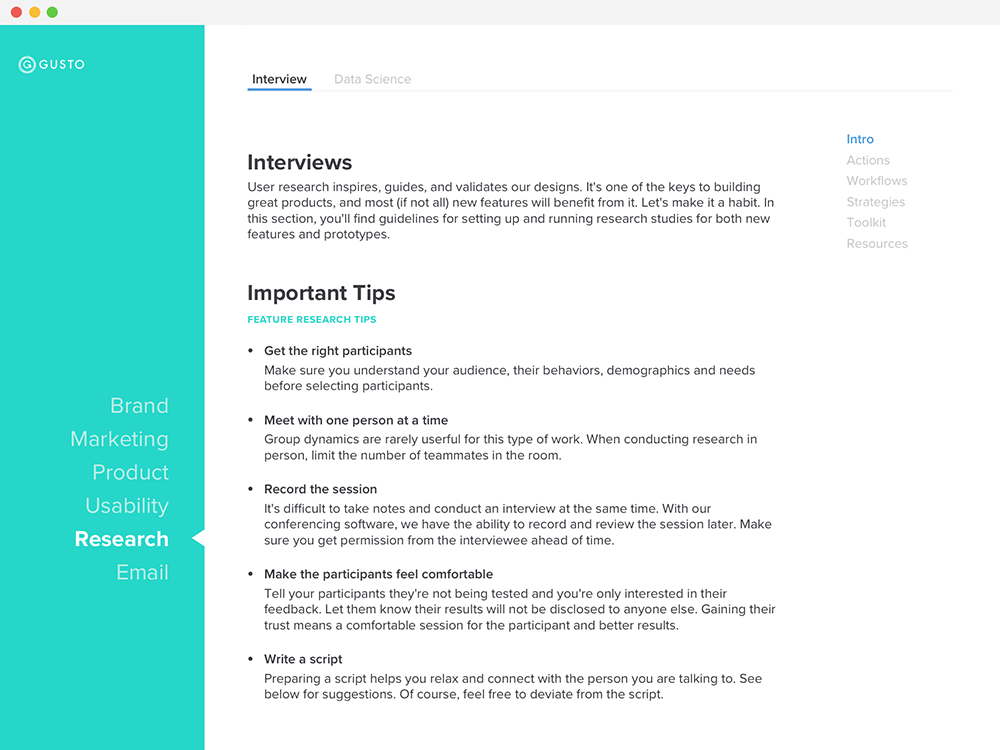 GUSTO
Interview
Data Science
Intro
Actions
Workflows
Strategies
Toolkit
Resources
Interviews
User research inspires, guides, and validates our designs. It's one of the keys to building
great products, and most (if not all) new features will benefit from it. Let's make it a habit. In
this section, you'll find guidelines for setting up and running research studies for both new
features and prototypes.
Important Tips
FEATURE RESEARCH TIPS
• Get the right participants
Make sure you understand your audience, their behaviors, demographics and needs
before selecting participants.
• Meet with one person at a time
Group dynamics are rarely userful for this type of work. When conducting research in
person, limit the number of teammates in the room.
• Record the session
It's difficult to take notes and conduct an interview at the same time. With our
conferencing software, we have the ability to record and review the session later. Make
sure you get permission from the interviewee ahead of time.
• Make the participants feel comfortable
Tell your participants they're not being tested and you're only interested in their
feedback. Let them know their results will not be disclosed to anyone else. Gaining their
trust means a comfortable session for the participant and better results.
• Write a script
Preparing a script helps you relax and connect with the person you are talking to. See
below for suggestions. Of course, feel free to deviate from the script.
Brand
Marketing
Product
Usability
Research
Email